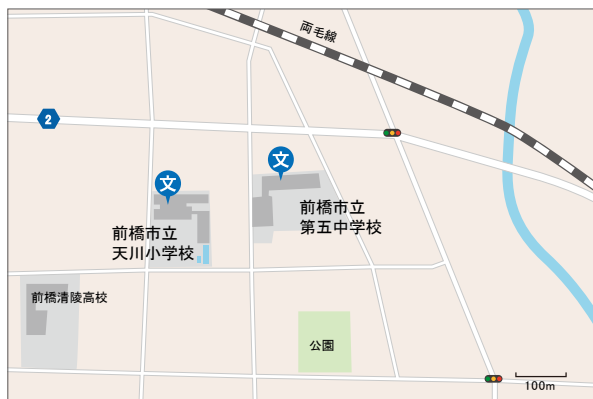 両毛線
2
文
文
前橋市立
第五中学校
前橋市立
天川小学校
前橋清陵高校
公園
100m